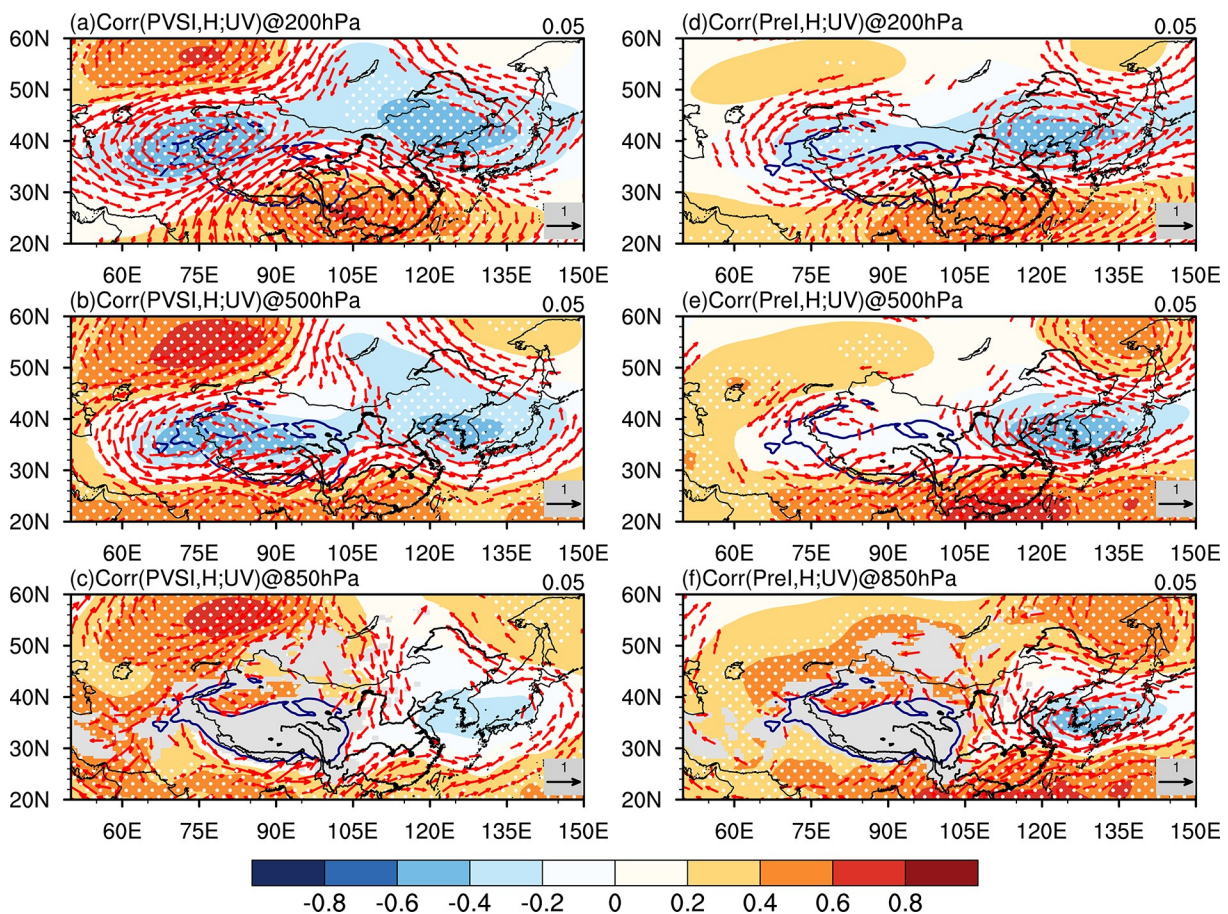 (a)Corr(PVSI,H;UV)@200hPa 0.05
60N
50N
40N
30N
20N
1
60E 75E 90E 105E 120E 135E 150E
(d)Corr(PreI,H;UV)@200hPa 0.05
60N
50N
40N
30N
20N
1
60E 75E 90E 105E 120E 135E 150E
(b)Corr(PVSI,H;UV)@500hPa 0.05
60N
50N
40N
30N
20N
1
60E 75E 90E 105E 120E 135E 150E
(e)Corr(PreI,H;UV)@500hPa 0.05
60N
50N
40N
30N
20N
1
60E 75E 90E 105E 120E 135E 150E
(c)Corr(PVSI,H;UV)@850hPa 0.05
60N
50N
40N
30N
20N
1
60E 75E 90E 105E 120E 135E 150E
(f)Corr(PreI,H;UV)@850hPa 0.05
60N
50N
40N
30N
20N
1
60E 75E 90E 105E 120E 135E 150E
-0.8 -0.6 -0.4 -0.2 0 0.2 0.4 0.6 0.8